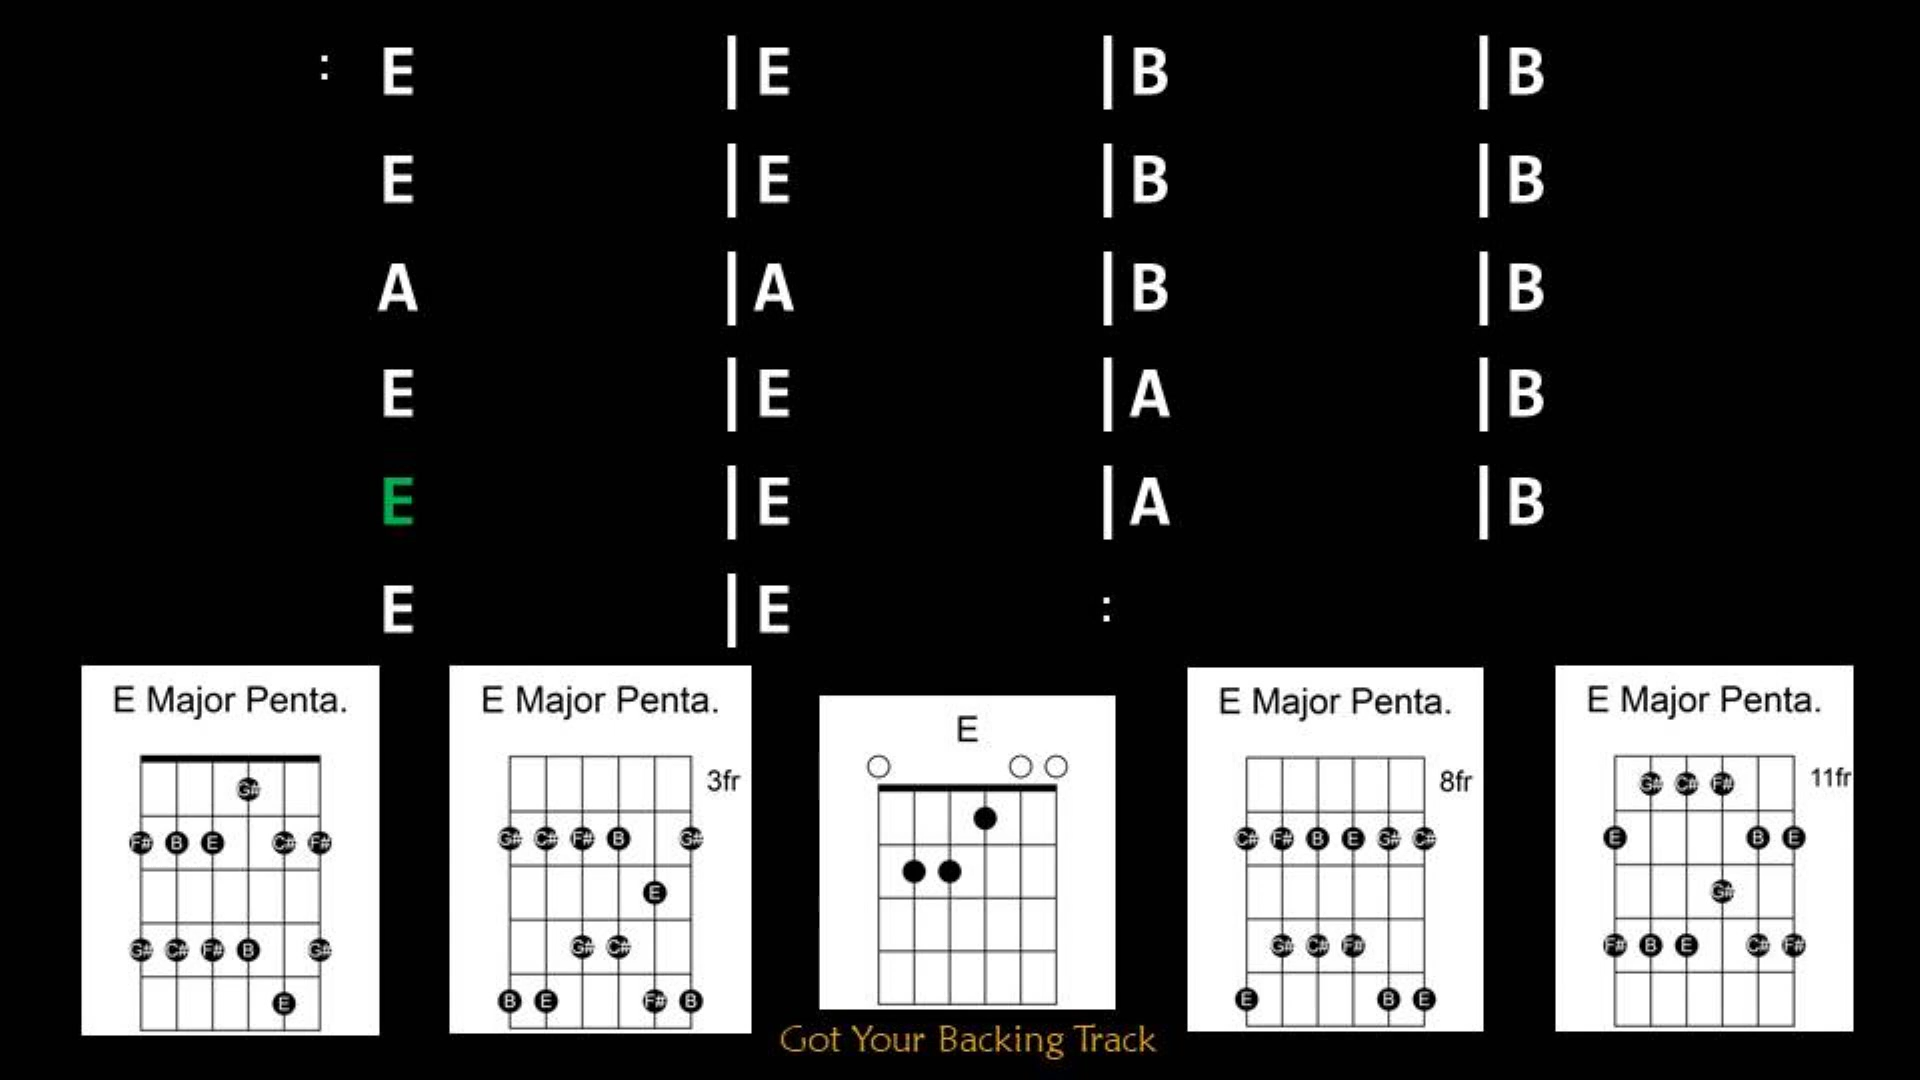 : E | E | B | B
E | E | B | B
A | A | B | B
E | E | A | B
E | E | A | B
E | E :
E Major Penta.
G#
F# B E C# F#
G# C# F# B G#
E
E Major Penta.
3fr
G# C# F# B G#
E
G# C#
B E F# B
E
E Major Penta.
8fr
C# F# B E G# C#
G# C# F#
E B E
E Major Penta.
11fr
G# C# F#
E B E
G#
F# B E C# F#
Got Your Backing Track